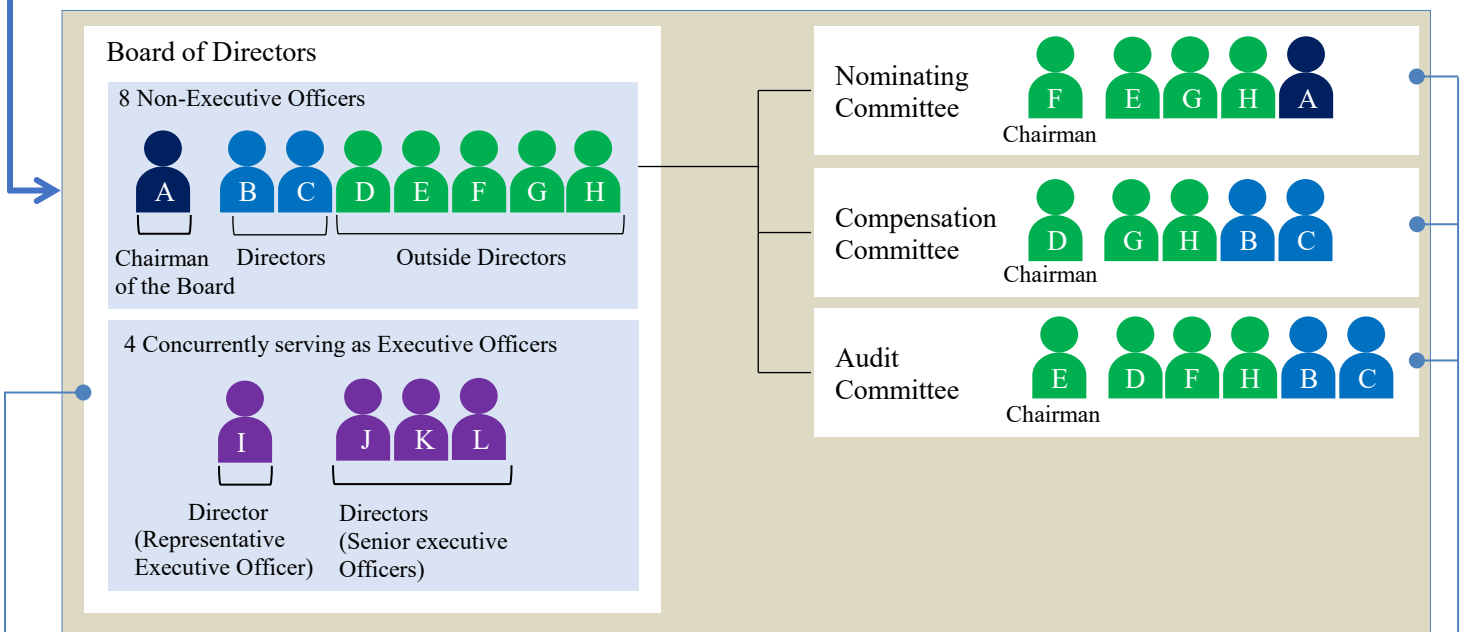 Board of Directors
8 Non-Executive Officers
A B C D E F G H
Chairman
of the Board
Directors
Outside Directors
4 Concurrently serving as Executive Officers
I J K L
Director
(Representative
Executive Officer)
Directors
(Senior executive
Officers)
Nominating
Committee
F E G H A
Chairman
Compensation
Committee
D G H B C
Chairman
Audit
Committee
E D F H B C
Chairman